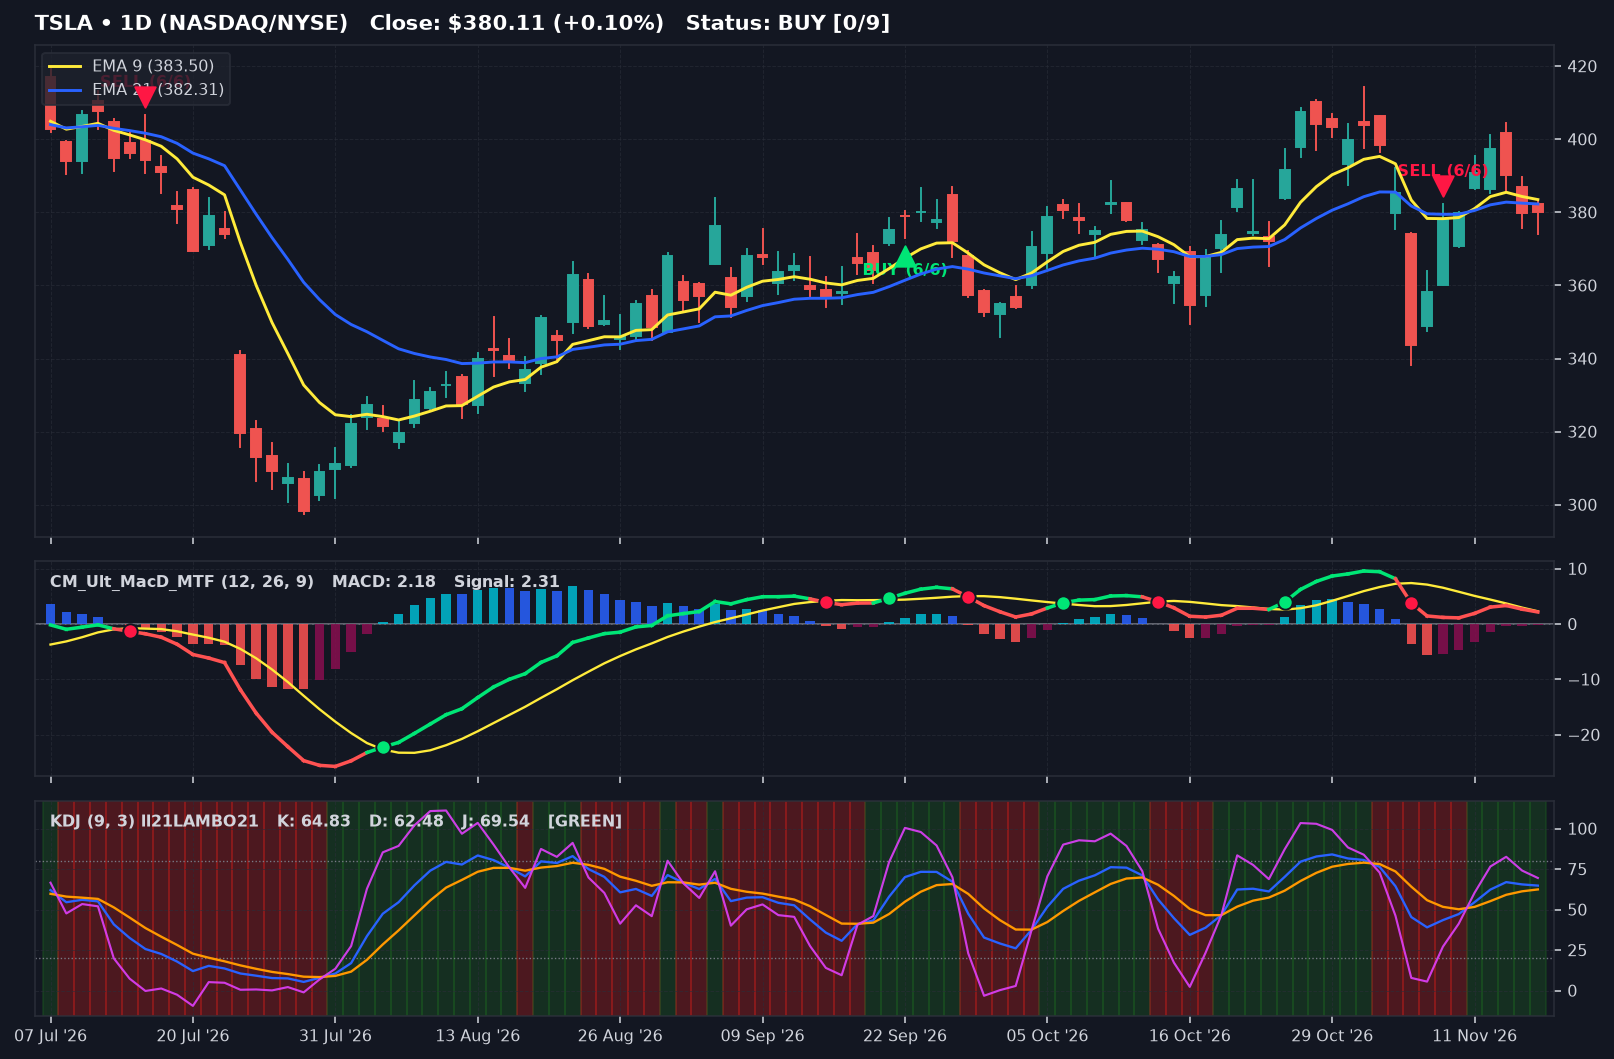 TSLA • 1D (NASDAQ/NYSE)   Close: $380.11 (+0.10%)   Status: BUY [0/9]
EMA 9 (383.50)
EMA 21 (382.31)
SELL (6/6)
BUY (6/6)
420
400
380
360
340
320
300
CM_Ult_MacD_MTF (12, 26, 9)   MACD: 2.18   Signal: 2.31
10
0
−10
−20
KDJ (9, 3) II21LAMBO21   K: 64.83   D: 62.48   J: 69.54   [GREEN]
100
75
50
25
0
07 Jul '26
20 Jul '26
31 Jul '26
13 Aug '26
26 Aug '26
09 Sep '26
22 Sep '26
05 Oct '26
16 Oct '26
29 Oct '26
11 Nov '26